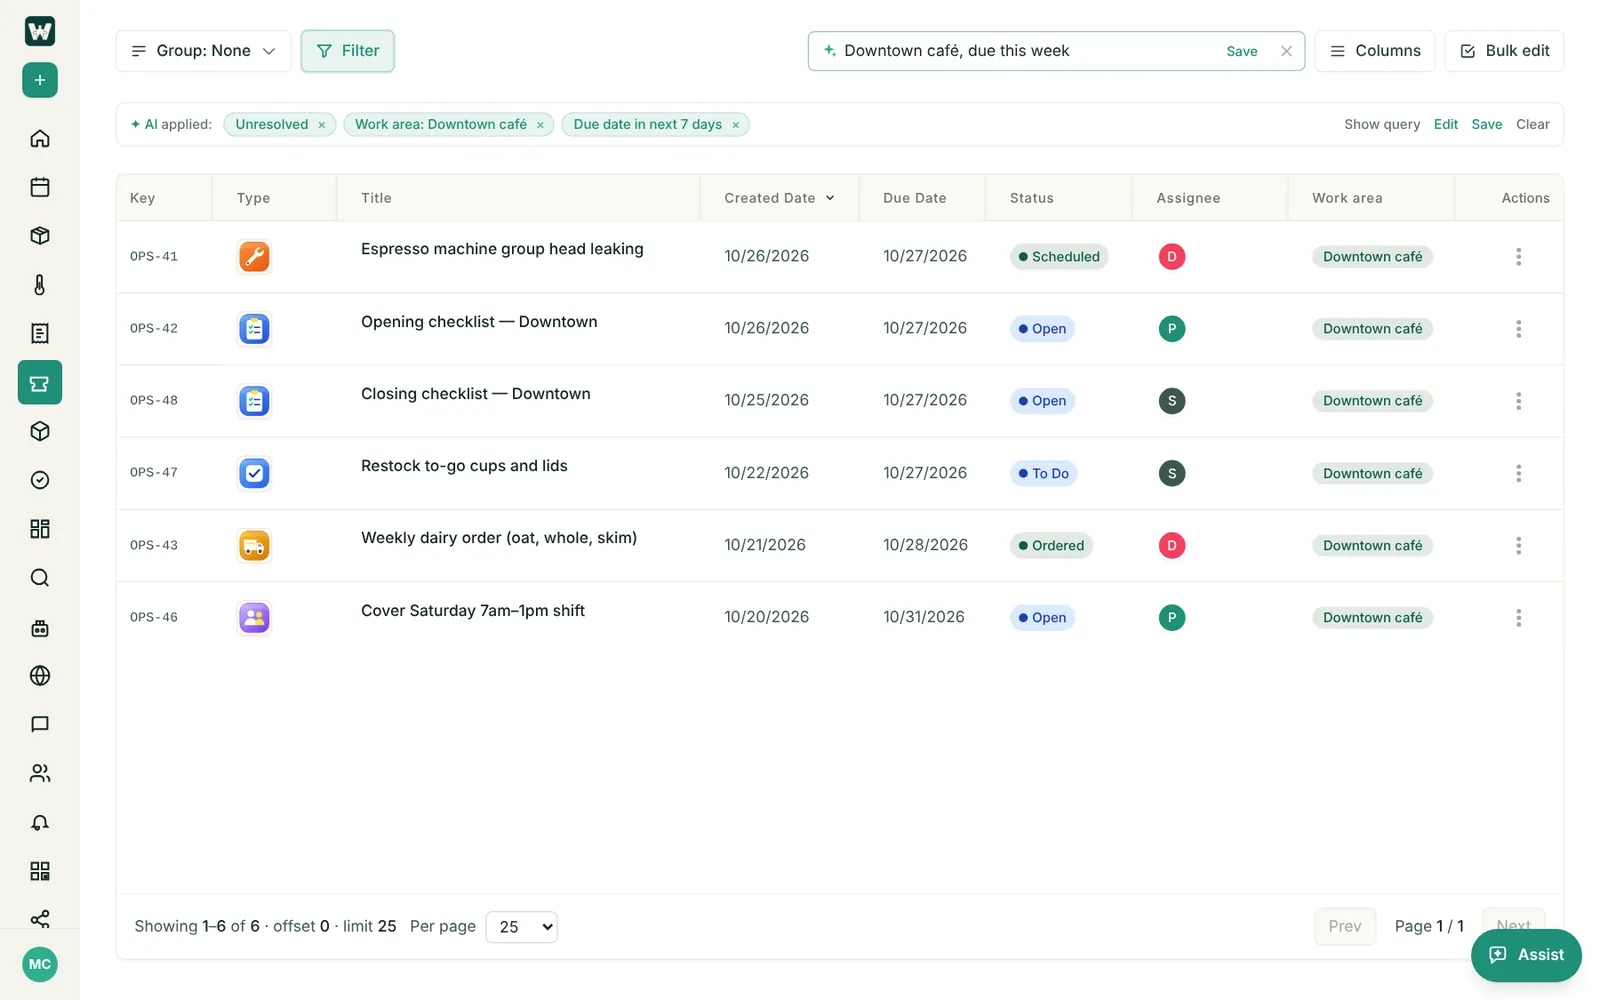 W
Group: None
Filter
Downtown café, due this week
Save
Columns
Bulk edit
AI applied:
Unresolved ×
Work area: Downtown café ×
Due date in next 7 days ×
Show query
Edit
Save
Clear
Key Type Title Created Date Due Date Status Assignee Work area Actions
OPS-41 Espresso machine group head leaking 10/26/2026 10/27/2026 Scheduled D Downtown café
OPS-42 Opening checklist — Downtown 10/26/2026 10/27/2026 Open P Downtown café
OPS-48 Closing checklist — Downtown 10/25/2026 10/27/2026 Open S Downtown café
OPS-47 Restock to-go cups and lids 10/22/2026 10/27/2026 To Do S Downtown café
OPS-43 Weekly dairy order (oat, whole, skim) 10/21/2026 10/28/2026 Ordered D Downtown café
OPS-46 Cover Saturday 7am–1pm shift 10/20/2026 10/31/2026 Open P Downtown café
Showing 1–6 of 6 · offset 0 · limit 25 Per page 25
Prev Page 1 / 1 Next
Assist
MC